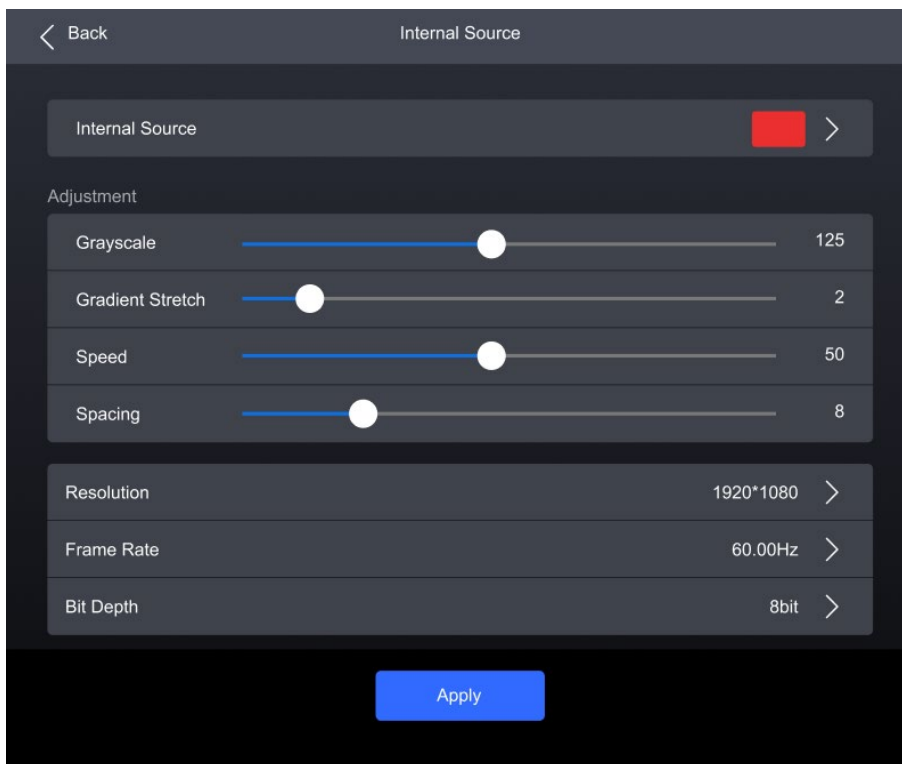 Back
Internal Source
Internal Source
Adjustment
Grayscale 125
Gradient Stretch 2
Speed 50
Spacing 8
Resolution 1920*1080
Frame Rate 60.00Hz
Bit Depth 8bit
Apply